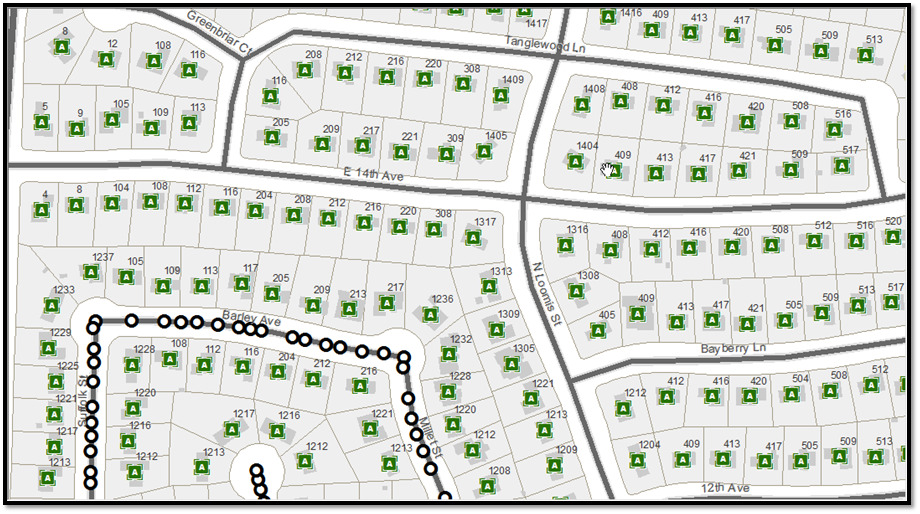 1417
1416 409 413 417 505 509 513
Greenbriar Ct
Tanglewood Ln
8 12 108 116
208 212 216 220 308 1409
116
1408 408 412 416 420 508 516
5 9 105 109 113
205 209 217 221 309 1405
1404 409 413 417 421 509 517
E 14th Ave
4 8 104 108 112 116 204 208 212 216 220 308 1317
1316 408 412 416 420 508 512 516 520
1237 105 109 113 117 205 209 213 217 1236 1313
N Loomis St
1308 405 409 413 417 421 505 509 513 517
1233
Barley Ave
1309
1229 1228 108 112 116 204 212 216 1232 1305
Bayberry Ln
1225
1228 1221
1212 412 416 420 504 508 512
Suffolk St
1221 1220 1217 1216 1221 1220 1213
Millet St
1217 1216 1212 1209
1213 1212 1213 1212 1213 1208
1204 409 413 417 505 509 513
12th Ave